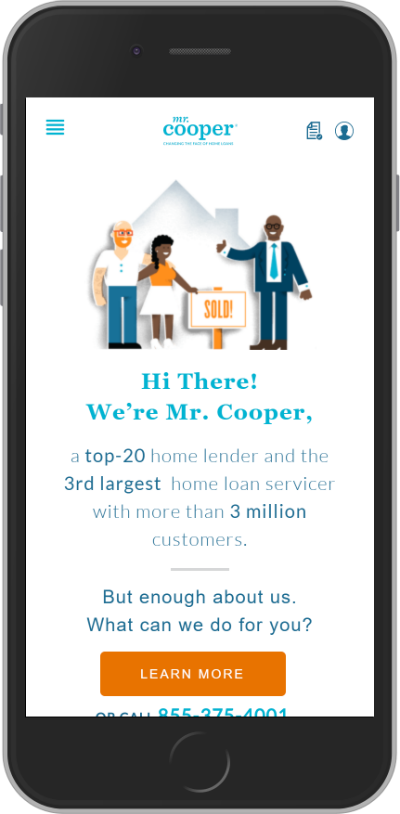 mr.
cooper
CHANGING THE FACE OF HOME LOANS
SOLD!
Hi There!
We’re Mr. Cooper,
a top-20 home lender and the
3rd largest home loan servicer
with more than 3 million
customers.
But enough about us.
What can we do for you?
LEARN MORE
OR CALL 855-375-4001